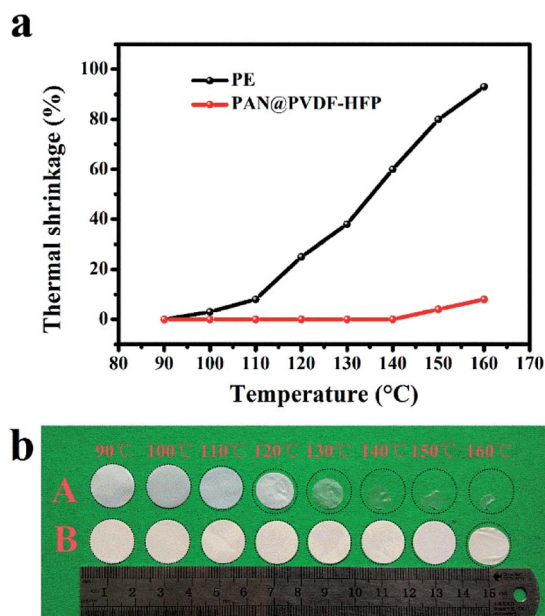 a
100
80
60
40
20
0
Thermal shrinkage (%)
PE
PAN@PVDF-HFP
80 90 100 110 120 130 140 150 160 170
Temperature (°C)
b
90℃ 100℃ 110℃ 120℃ 130℃ 140℃ 150℃ 160℃
A
B
1 2 3 4 5 6 7 8 9 10 11 12 13 14 15